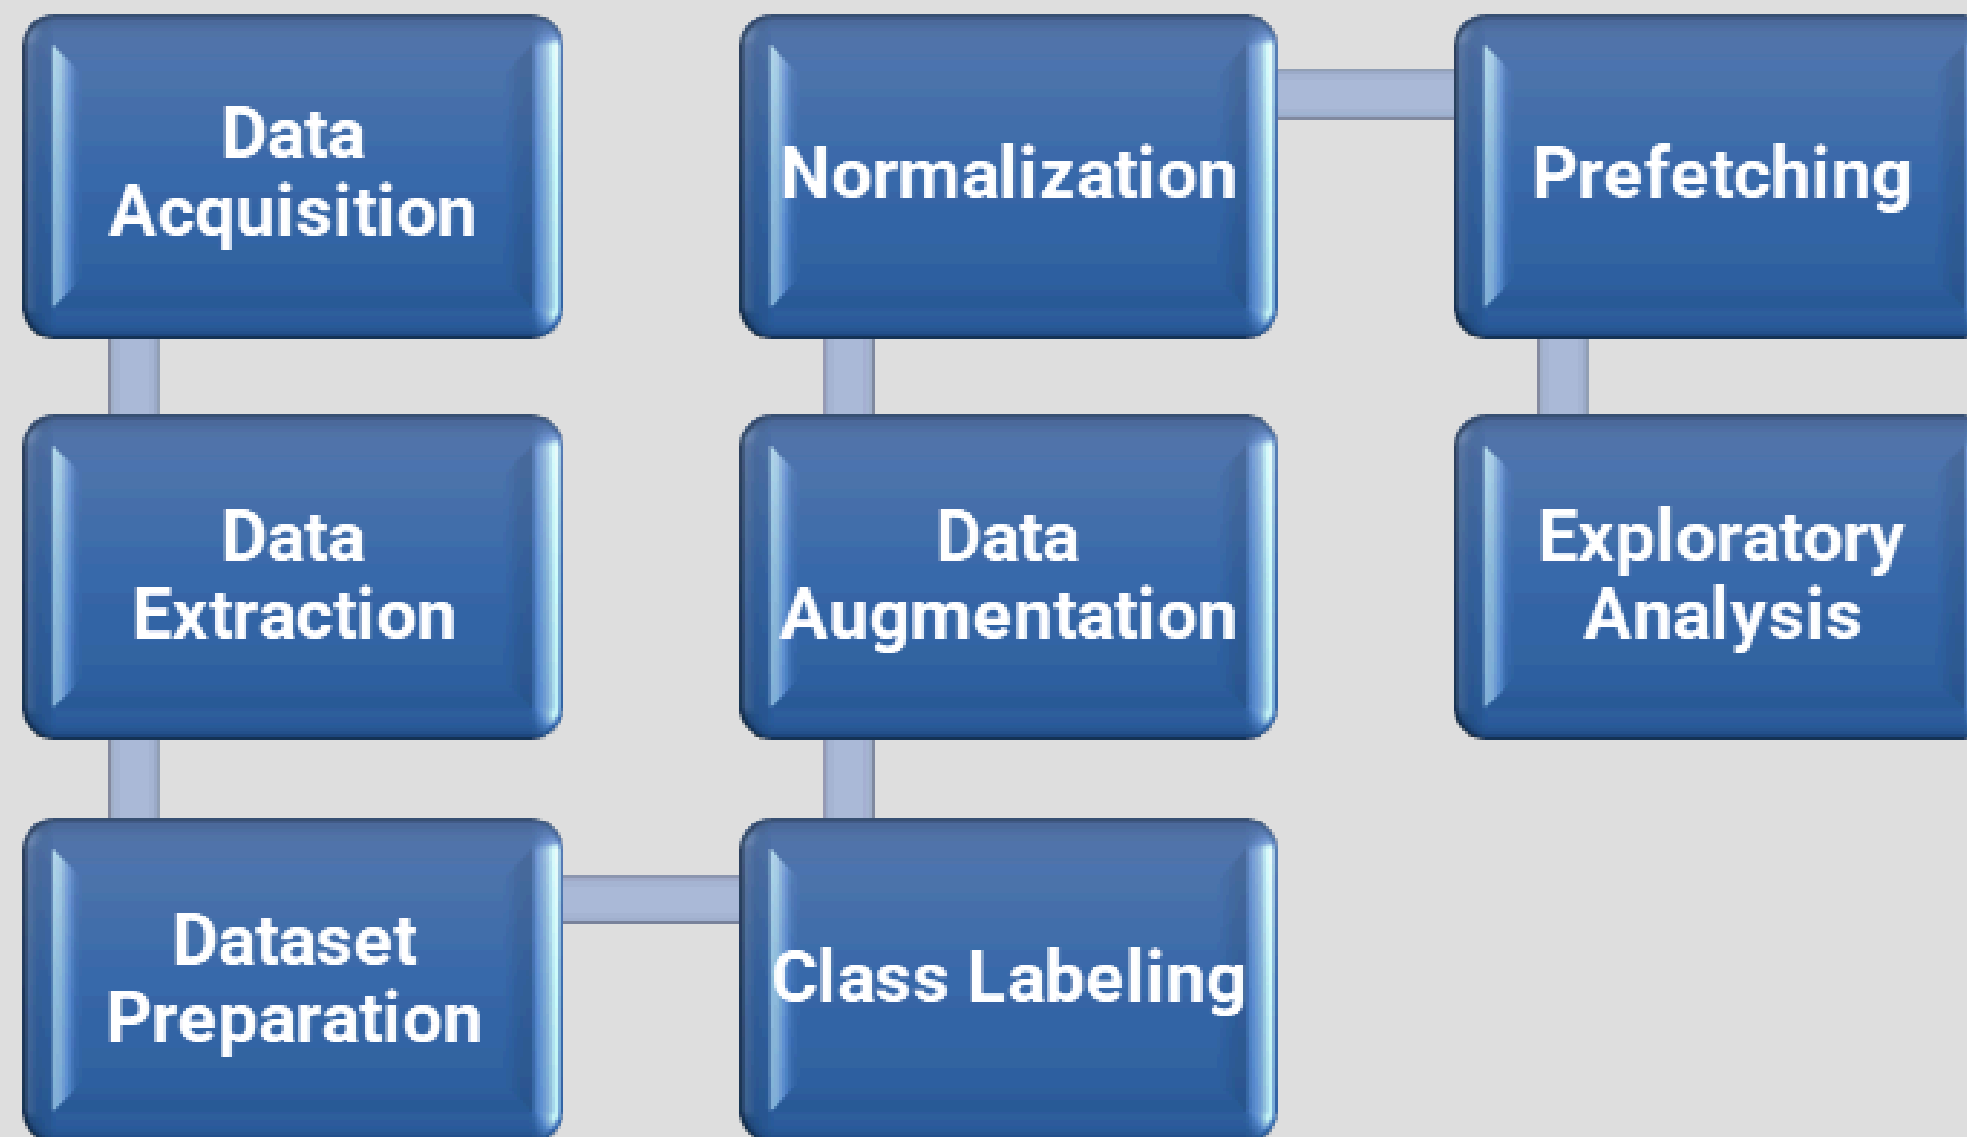 Data
Acquisition
Data
Extraction
Dataset
Preparation
Class Labeling
Data
Augmentation
Normalization
Prefetching
Exploratory
Analysis